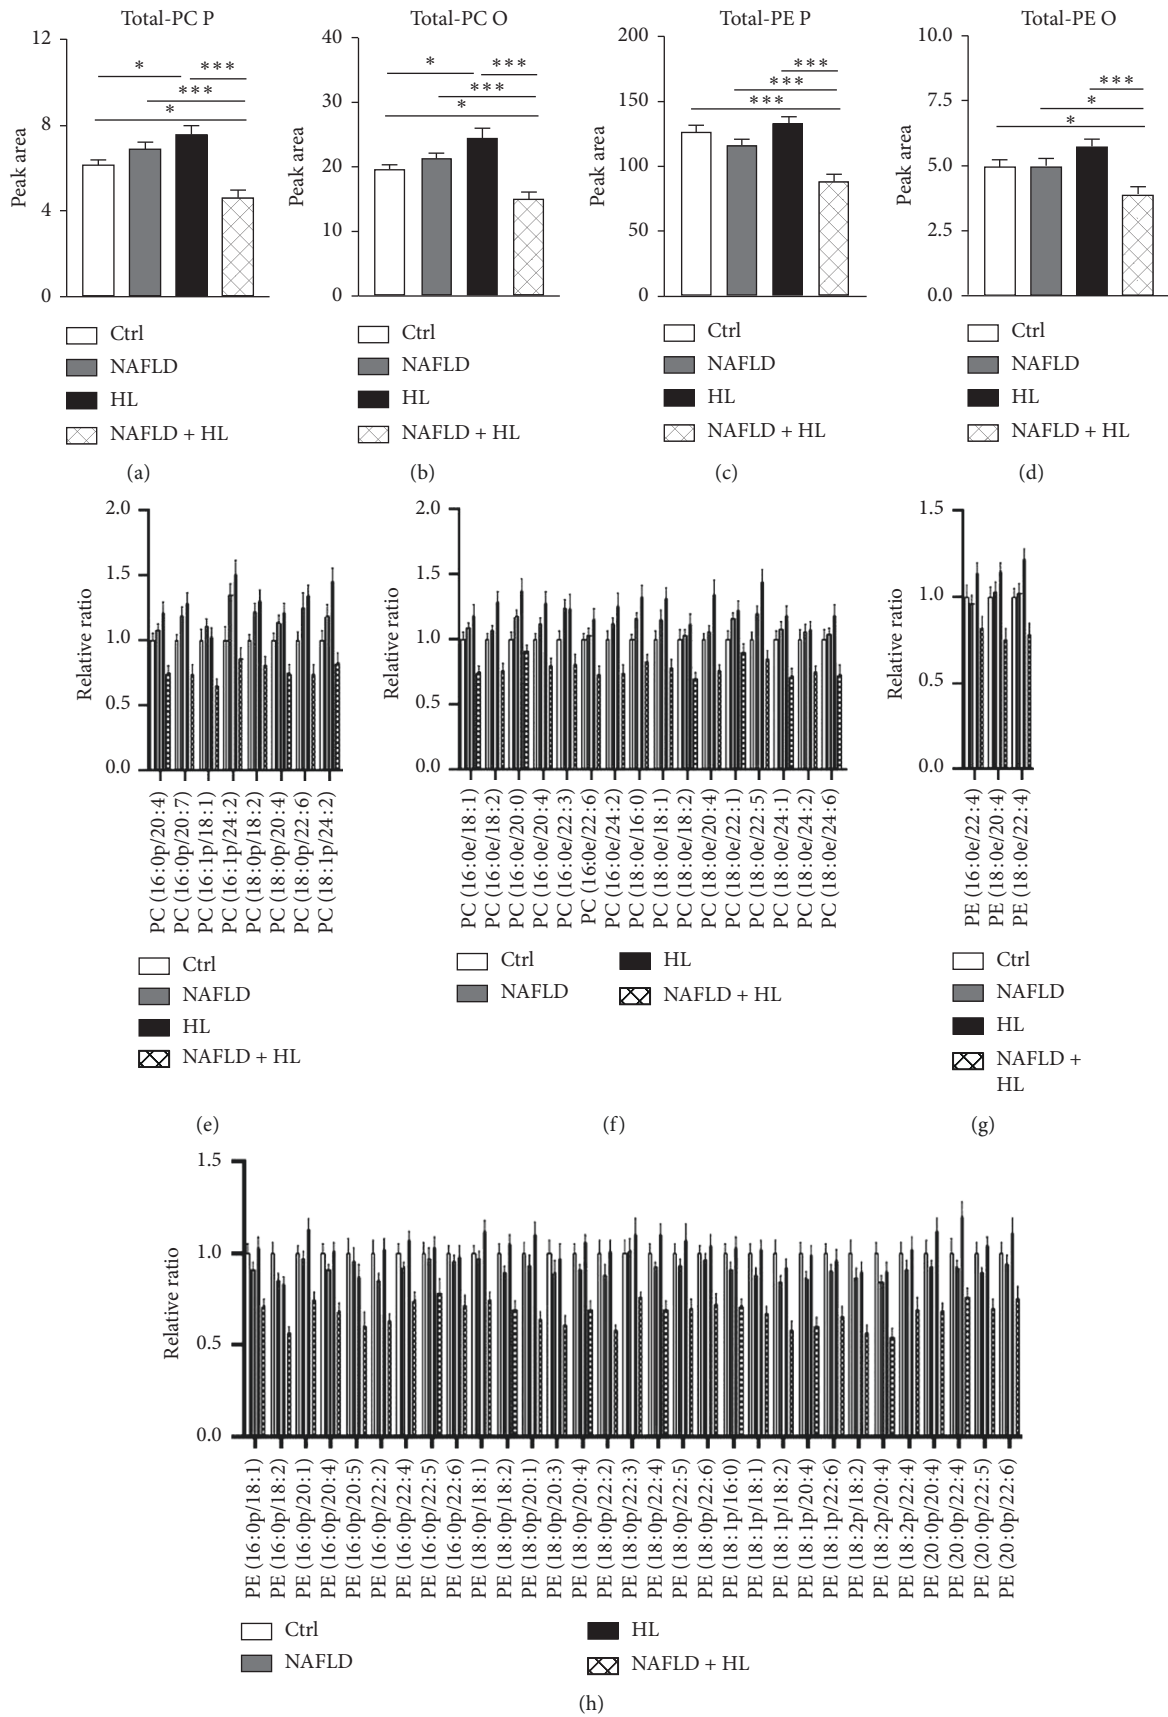 Total-PC P
12
8
4
0
Peak area
*
***
***
*
Ctrl
NAFLD
HL
NAFLD + HL
(a)
Total-PC O
40
30
20
10
0
Peak area
*
***
***
*
Ctrl
NAFLD
HL
NAFLD + HL
(b)
Total-PE P
200
150
100
50
0
Peak area
***
***
***
Ctrl
NAFLD
HL
NAFLD + HL
(c)
Total-PE O
10.0
7.5
5.0
2.5
0.0
Peak area
***
*
*
Ctrl
NAFLD
HL
NAFLD + HL
(d)
2.0
1.5
1.0
0.5
0.0
Relative ratio
PC (16:0p/20:4)
PC (16:0p/20:7)
PC (16:1p/18:1)
PC (16:1p/24:2)
PC (18:0p/18:2)
PC (18:0p/20:4)
PC (18:0p/22:6)
PC (18:1p/24:2)
Ctrl
NAFLD
HL
NAFLD + HL
(e)
2.0
1.5
1.0
0.5
0.0
Relative ratio
PC (16:0e/18:1)
PC (16:0e/18:2)
PC (16:0e/20:0)
PC (16:0e/20:4)
PC (16:0e/22:3)
PC (16:0e/22:6)
PC (16:0e/24:2)
PC (18:0e/16:0)
PC (18:0e/18:1)
PC (18:0e/18:2)
PC (18:0e/20:4)
PC (18:0e/22:1)
PC (18:0e/22:5)
PC (18:0e/24:1)
PC (18:0e/24:2)
PC (18:0e/24:6)
Ctrl
NAFLD
HL
NAFLD + HL
(f)
1.5
1.0
0.5
0.0
Relative ratio
PE (16:0e/22:4)
PE (18:0e/20:4)
PE (18:0e/22:4)
Ctrl
NAFLD
HL
NAFLD +
HL
(g)
1.5
1.0
0.5
0.0
Relative ratio
PE (16:0p/18:1)
PE (16:0p/18:2)
PE (16:0p/20:1)
PE (16:0p/20:4)
PE (16:0p/20:5)
PE (16:0p/22:2)
PE (16:0p/22:4)
PE (16:0p/22:5)
PE (16:0p/22:6)
PE (18:0p/18:1)
PE (18:0p/18:2)
PE (18:0p/20:1)
PE (18:0p/20:3)
PE (18:0p/20:4)
PE (18:0p/22:2)
PE (18:0p/22:3)
PE (18:0p/22:4)
PE (18:0p/22:5)
PE (18:0p/22:6)
PE (18:1p/16:0)
PE (18:1p/18:1)
PE (18:1p/18:2)
PE (18:1p/20:4)
PE (18:1p/22:6)
PE (18:2p/18:2)
PE (18:2p/20:4)
PE (18:2p/22:4)
PE (20:0p/20:4)
PE (20:0p/22:4)
PE (20:0p/22:5)
PE (20:0p/22:6)
Ctrl
NAFLD
HL
NAFLD + HL
(h)